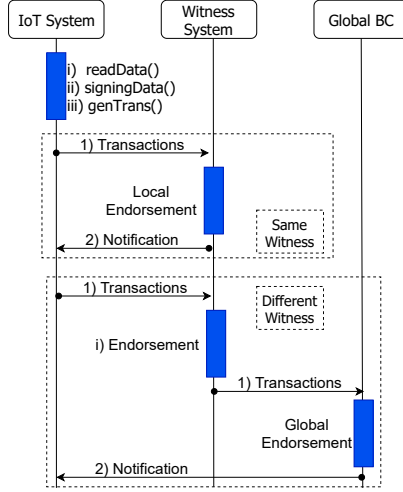 IoT System
Witness
System
Global BC
i) readData()
ii) signingData()
iii) genTrans()
1) Transactions
Local
Endorsement
Same
Witness
2) Notification
1) Transactions
Different
Witness
i) Endorsement
1) Transactions
Global
Endorsement
2) Notification